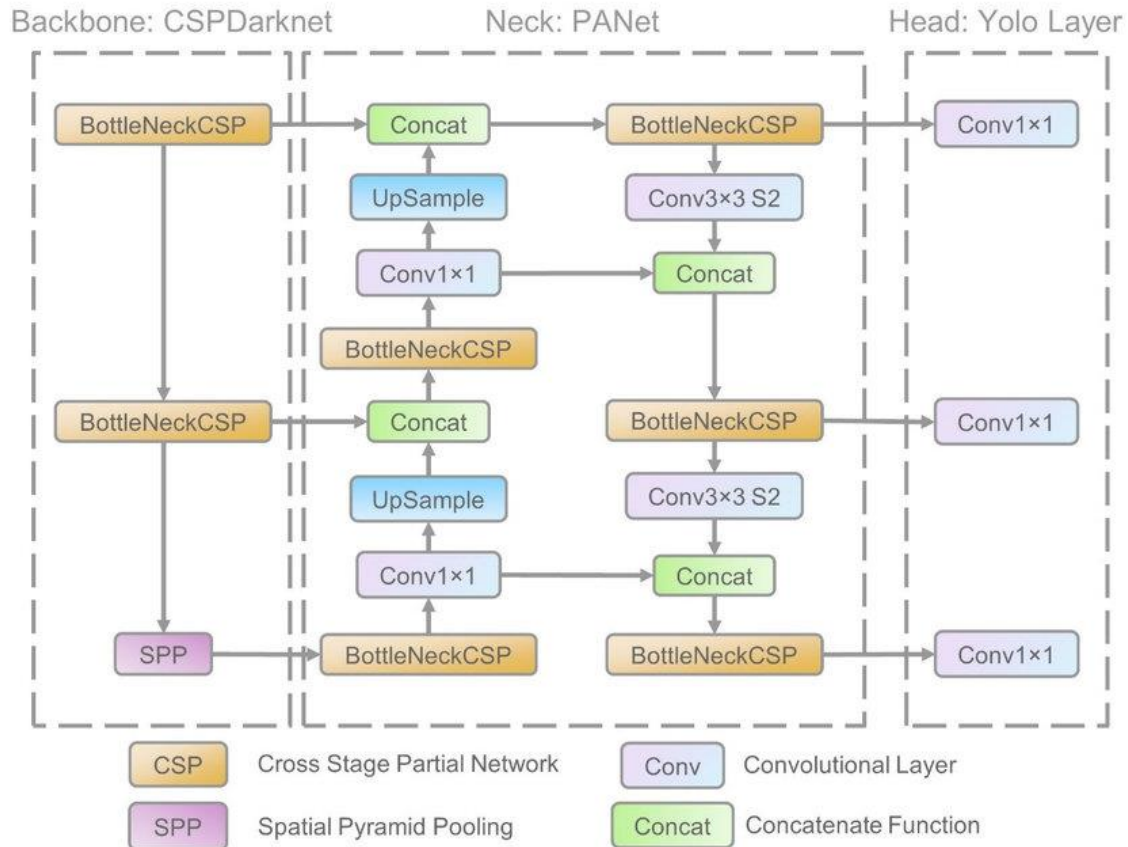 Backbone: CSPDarknet
Neck: PANet
Head: Yolo Layer
BottleNeckCSP
Concat
BottleNeckCSP
Conv1×1
UpSample
Conv3×3 S2
Conv1×1
Concat
BottleNeckCSP
BottleNeckCSP
Concat
BottleNeckCSP
Conv1×1
UpSample
Conv3×3 S2
Conv1×1
Concat
SPP
BottleNeckCSP
BottleNeckCSP
Conv1×1
CSP
Cross Stage Partial Network
Conv
Convolutional Layer
SPP
Spatial Pyramid Pooling
Concat
Concatenate Function